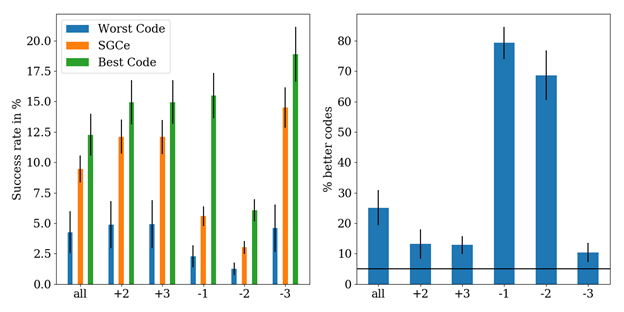 Worst Code
SGCe
Best Code
Success rate in %
20.0
17.5
15.0
12.5
10.0
7.5
5.0
2.5
0.0
all +2 +3 -1 -2 -3
% better codes
80
70
60
50
40
30
20
10
0
all +2 +3 -1 -2 -3